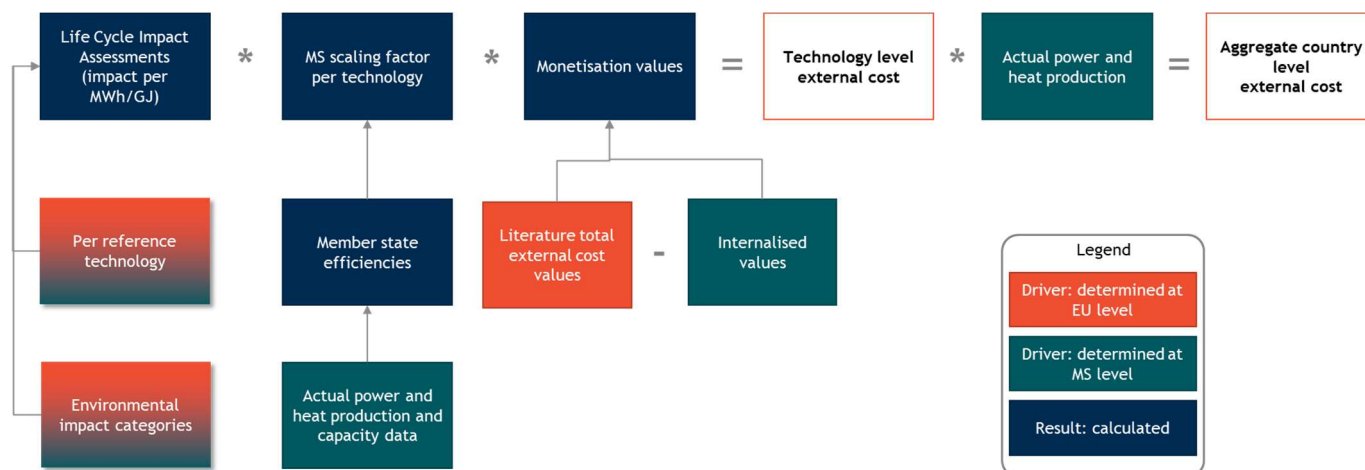 Life Cycle Impact
Assessments
(impact per
MWh/GJ)
*
MS scaling factor
per technology
*
Monetisation values
=
Technology level
external cost
*
Actual power and
heat production
=
Aggregate country
level
external cost
Per reference
technology
Member state
efficiencies
Literature total
external cost
values
-
Internalised
values
Environmental
impact categories
Actual power and
heat production and
capacity data
Legend
Driver: determined at
EU level
Driver: determined at
MS level
Result: calculated